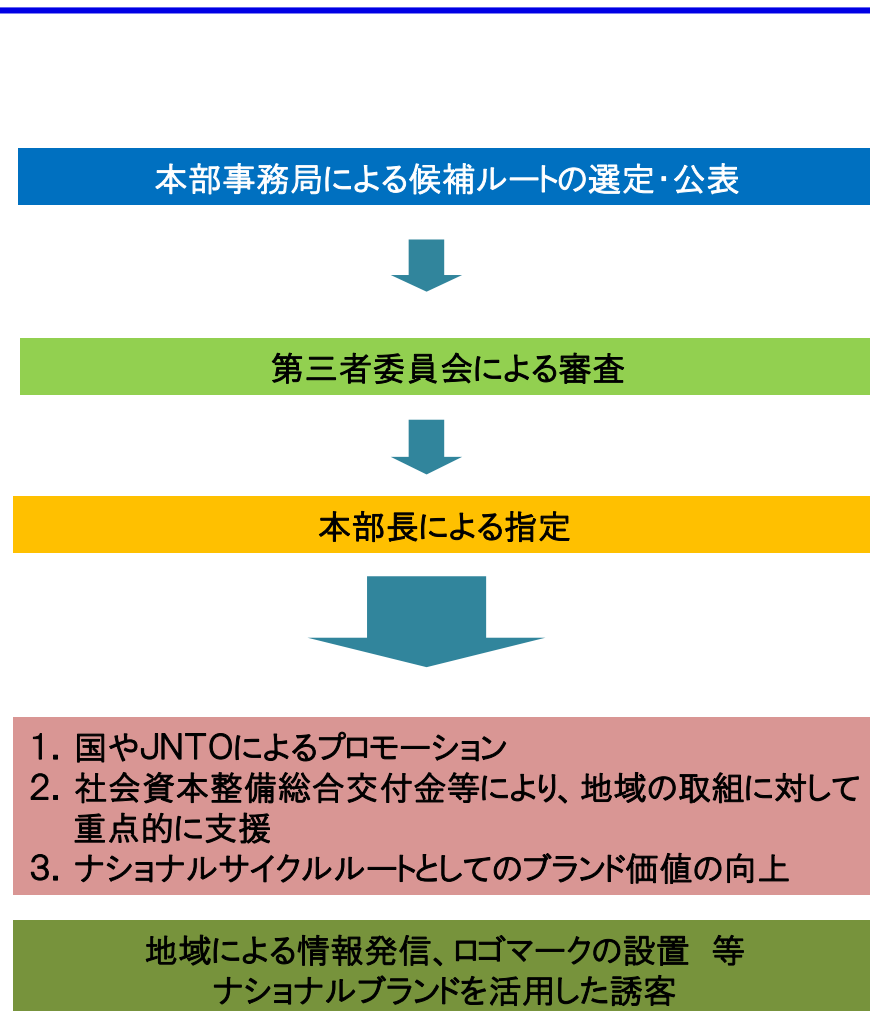 本部事務局による候補ルートの選定・公表
第三者委員会による審査
本部長による指定
1. 国やJNTOによるプロモーション
2. 社会資本整備総合交付金等により、地域の取組に対して
重点的に支援
3. ナショナルサイクルルートとしてのブランド価値の向上
地域による情報発信、ロゴマークの設置　等
ナショナルブランドを活用した誘客